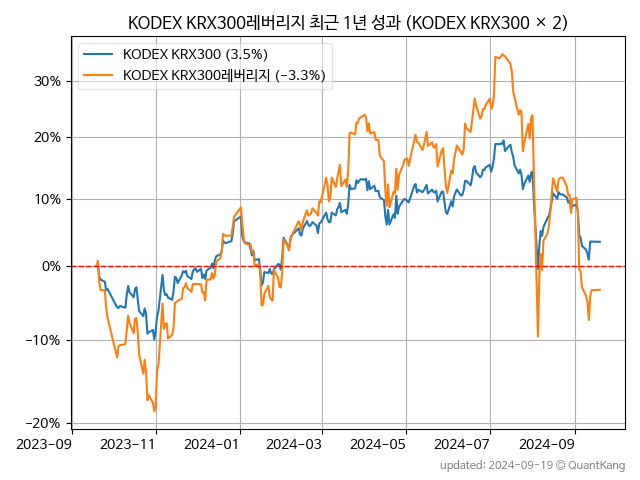 KODEX KRX300레버리지 최근 1년 성과 (KODEX KRX300 × 2)
KODEX KRX300 (3.5%)
KODEX KRX300레버리지 (−3.3%)
30%
20%
10%
0%
−10%
−20%
2023-09 2023-11 2024-01 2024-03 2024-05 2024-07 2024-09
updated: 2024-09-19 © QuantKang